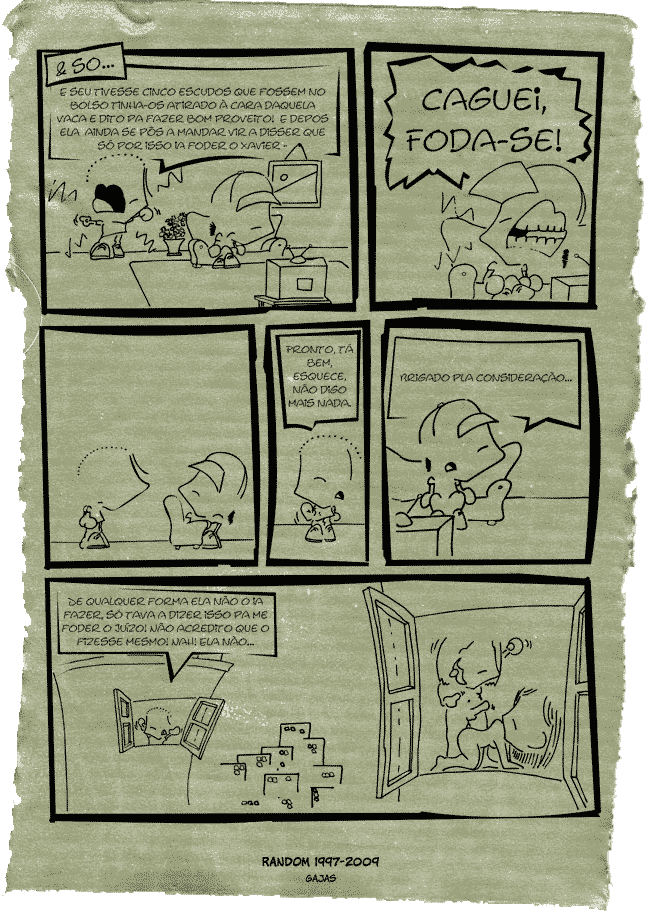 & SO...
E SEU TIVESSE CINCO ESCUDOS QUE FOSSEM NO
BOLSO TINHA-OS ATIRADO À CARA DAQUELA
VACA E DITO PA FAZER BOM PROVEITO! E DEPOIS
ELA AINDA SE PÔS A MANDAR VIR A DISSER QUE
SÓ POR ISSO IA FODER O XAVIER -
CAGUEI,
FODA-SE!
PRONTO, TÁ
BEM,
ESQUECE,
NÃO DIGO
MAIS NADA.
BRIGADO PLA CONSIDERAÇÃO...
DE QUALQUER FORMA ELA NÃO O IA
FAZER, SÓ TAVA A DIZER ISSO PA ME
FODER O JUÍZO! NÃO ACREDITO QUE O
FIZESSE MESMO! NAH! ELA NÃO...
RANDOM 1997-2009
GAJAS